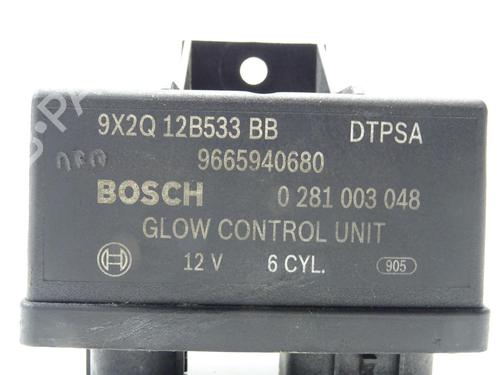 9X2Q 12B533 BB DTPSA
9665940680
BOSCH 0 281 003 048
GLOW CONTROL UNIT
12 V 6 CYL. 905